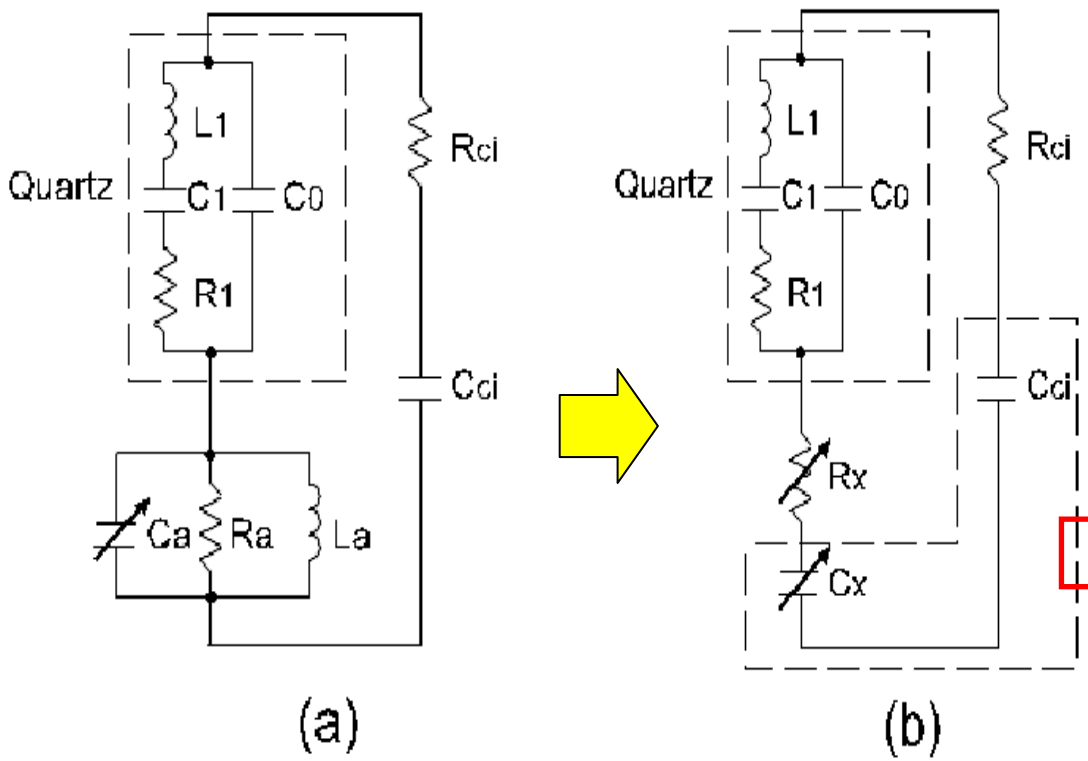 L1
Rci
Quartz
C1
C0
R1
Cci
Ca
Ra
La
(a)
L1
Rci
Quartz
C1
C0
R1
Cci
Rx
Cx
(b)